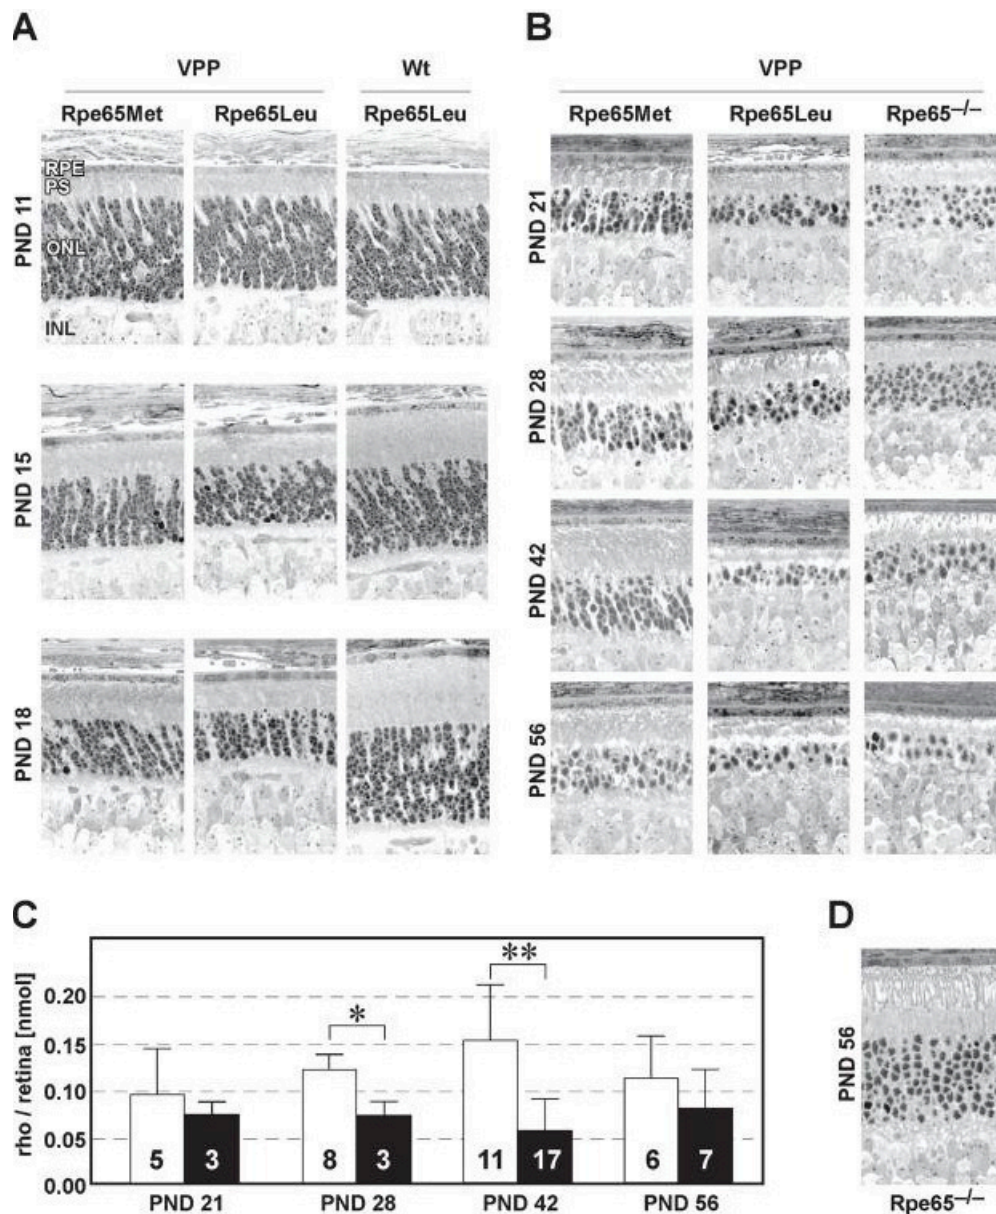 A
B
VPP
Wt
VPP
Rpe65Met
Rpe65Leu
Rpe65Leu
Rpe65Met
Rpe65Leu
Rpe65–/–
PND 11
RPE
PS
ONL
INL
PND 15
PND 18
PND 21
PND 28
PND 42
PND 56
C
D
rho / retina [nmol]
0.20
0.15
0.10
0.05
0.00
*
**
5
3
8
3
11
17
6
7
PND 21
PND 28
PND 42
PND 56
PND 56
Rpe65–/–